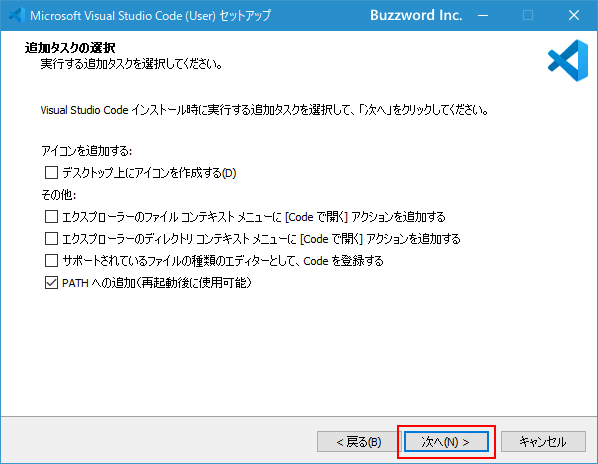 Microsoft Visual Studio Code (User) セットアップ
Buzzword Inc.
追加タスクの選択
実行する追加タスクを選択してください。
Visual Studio Code インストール時に実行する追加タスクを選択して、「次へ」をクリックしてください。
アイコンを追加する:
デスクトップ上にアイコンを作成する(D)
その他:
エクスプローラーのファイル コンテキスト メニューに [Code で開く] アクションを追加する
エクスプローラーのディレクトリ コンテキスト メニューに [Code で開く] アクションを追加する
サポートされているファイルの種類のエディターとして、Code を登録する
PATH への追加（再起動後に使用可能）
< 戻る(B)
次へ(N) >
キャンセル